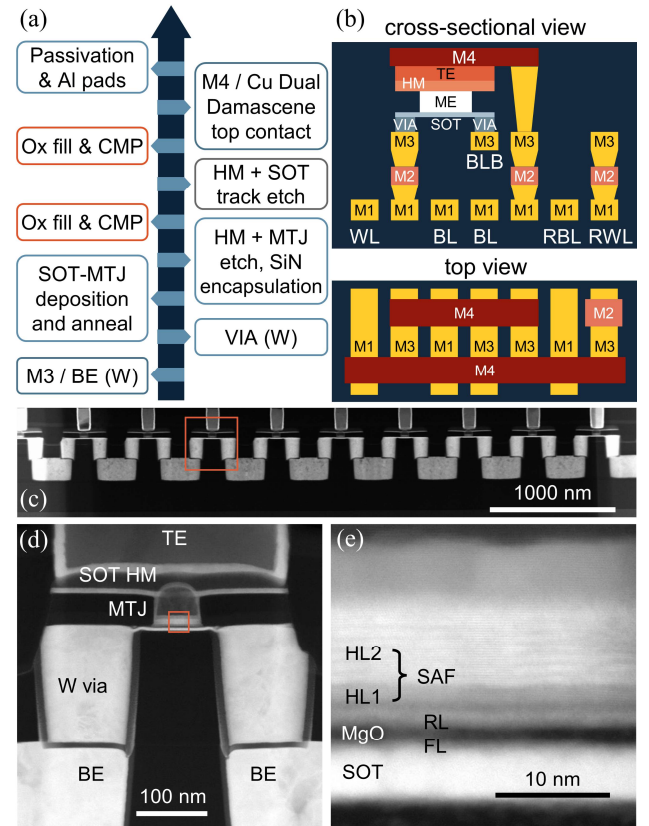 (a)
Passivation
& Al pads
M4 / Cu Dual
Damascene
top contact
Ox fill & CMP
HM + SOT
track etch
Ox fill & CMP
HM + MTJ
etch, SiN
encapsulation
SOT-MTJ
deposition
and anneal
VIA (W)
M3 / BE (W)
(b)
cross-sectional view
M4
TE
HM
ME
VIA SOT VIA
M3 M3 M3 M3
BLB
M2 M2 M2
M1 M1 M1 M1 M1 M1 M1
WL BL BL RBL RWL
top view
M4 M2
M1 M3 M1 M3 M3 M1 M3
M4
(c)
1000 nm
(d)
TE
SOT HM
MTJ
W via
BE BE
100 nm
(e)
HL2
SAF
HL1
RL
MgO
FL
SOT
10 nm